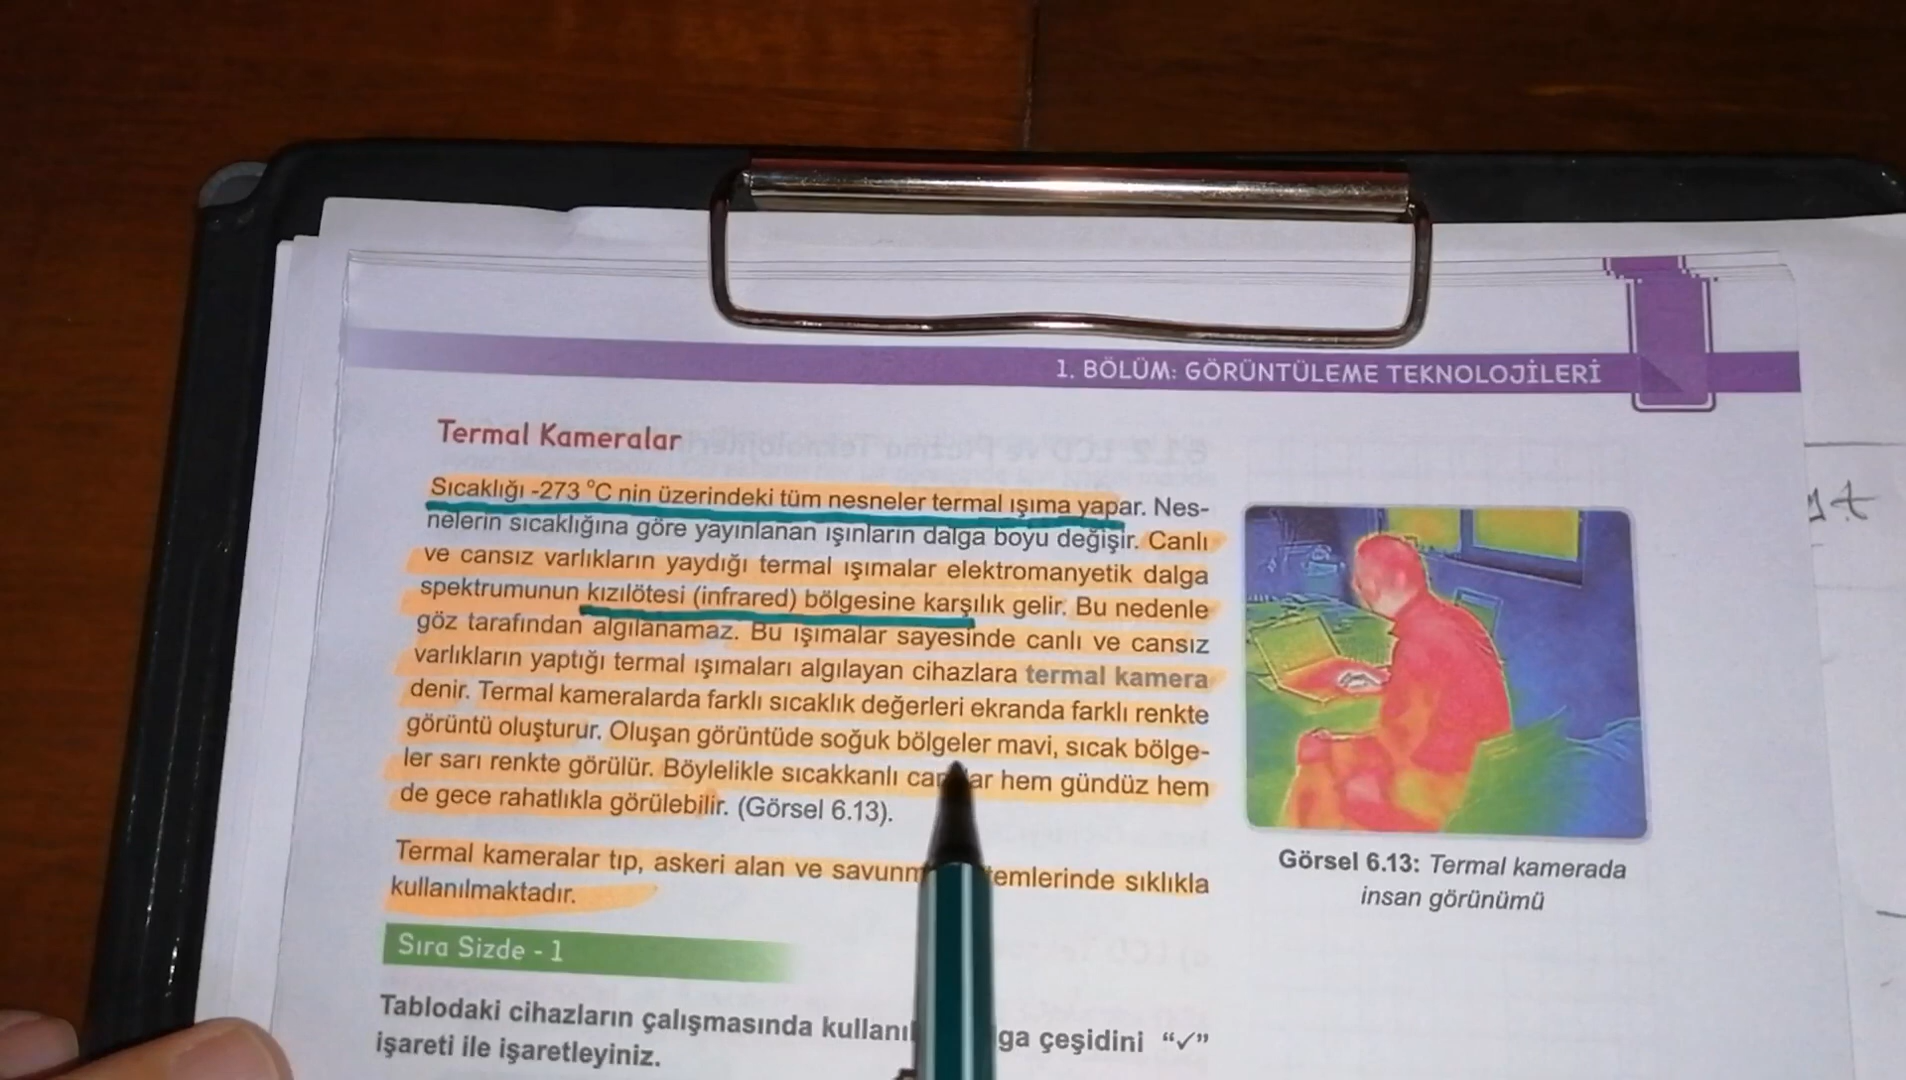 1. BÖLÜM: GÖRÜNTÜLEME TEKNOLOJİLERİ
Termal Kameralar
Sıcaklığı -273 °C nin üzerindeki tüm nesneler termal ışıma yapar. Nes-
nelerin sıcaklığına göre yayınlanan ışınların dalga boyu değişir. Canlı
ve cansız varlıkların yaydığı termal ışımalar elektromanyetik dalga
spektrumunun kızılötesi (infrared) bölgesine karşılık gelir. Bu nedenle
göz tarafından algılanamaz. Bu ışımalar sayesinde canlı ve cansız
varlıkların yaptığı termal ışımaları algılayan cihazlara termal kamera
denir. Termal kameralarda farklı sıcaklık değerleri ekranda farklı renkte
görüntü oluşturur. Oluşan görüntüde soğuk bölgeler mavi, sıcak bölge-
ler sarı renkte görülür. Böylelikle sıcakkanlı hem gündüz hem
de gece rahatlıkla görülebilir. (Görsel 6.13).
Termal kameralar tıp, askeri alan ve sıklıkla
kullanılmaktadır.
Görsel 6.13: Termal kamerada
insan görünümü
Sıra Sizde - 1
Tablodaki cihazların çalışmasında çeşidini “✓”
işareti ile işaretleyiniz.